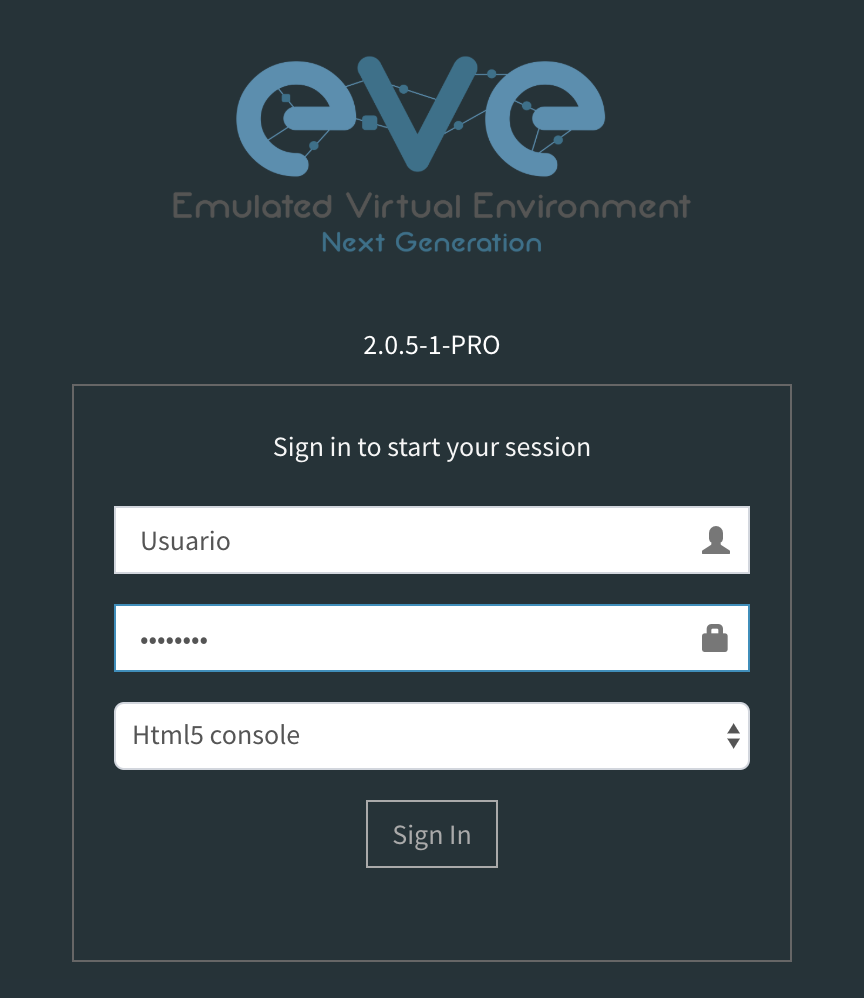 eve
Emulated Virtual Environment
Next Generation
2.0.5-1-PRO
Sign in to start your session
Usuario
••••••••
Html5 console
Sign In